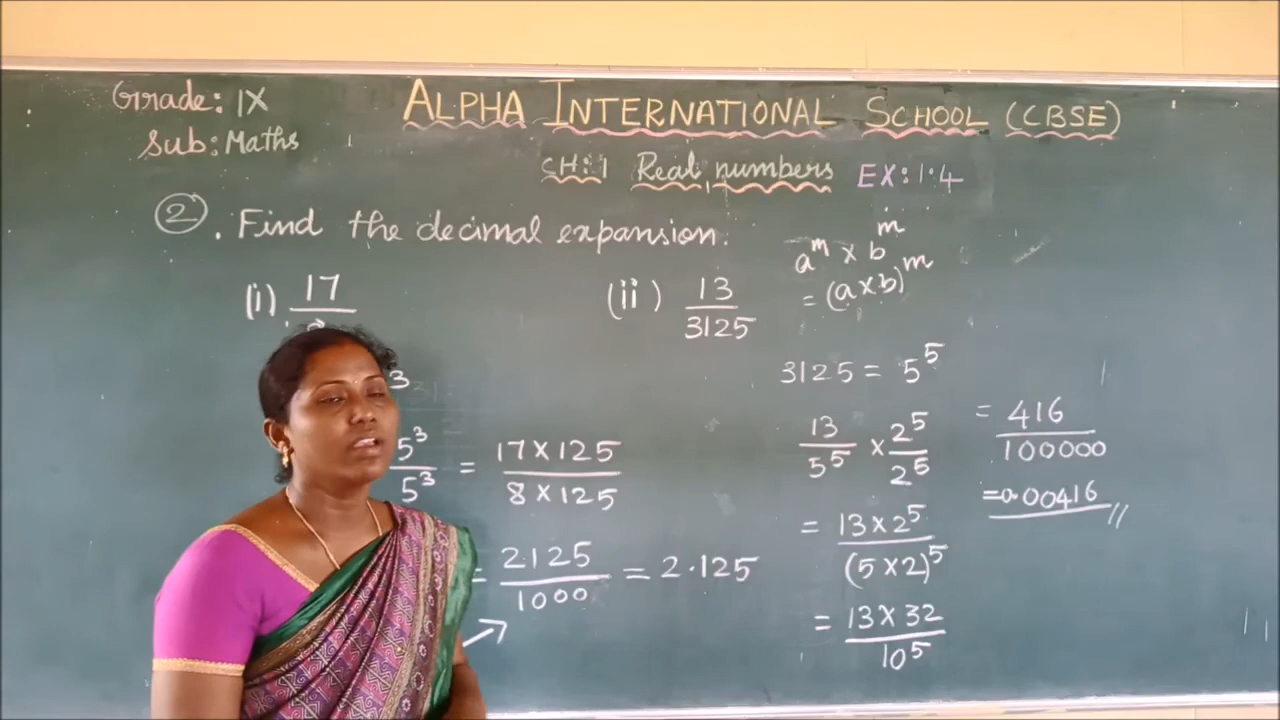 Grade: IX
Sub: Maths
ALPHA INTERNATIONAL SCHOOL (CBSE)
CH:1 Real numbers EX:1.4
2. Find the decimal expansion.
(i) 17
(ii) 13
3125
a^m × b^m
= (a×b)^m
3
5^3
5^3
= 17 × 125
8 × 125
= 2125
1000
= 2.125
3125 = 5^5
13
5^5
× 2^5
2^5
= 13 × 2^5
(5 × 2)^5
= 13 × 32
10^5
= 416
100000
= 0.00416 //